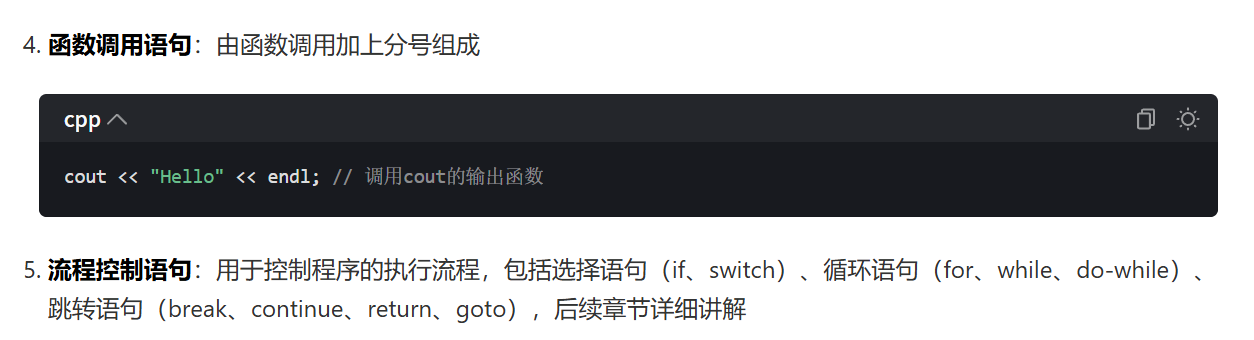 4. 函数调用语句：由函数调用加上分号组成
cpp
cout << "Hello" << endl; // 调用cout的输出函数
5. 流程控制语句：用于控制程序的执行流程，包括选择语句（if、switch）、循环语句（for、while、do-while）、
跳转语句（break、continue、return、goto），后续章节详细讲解